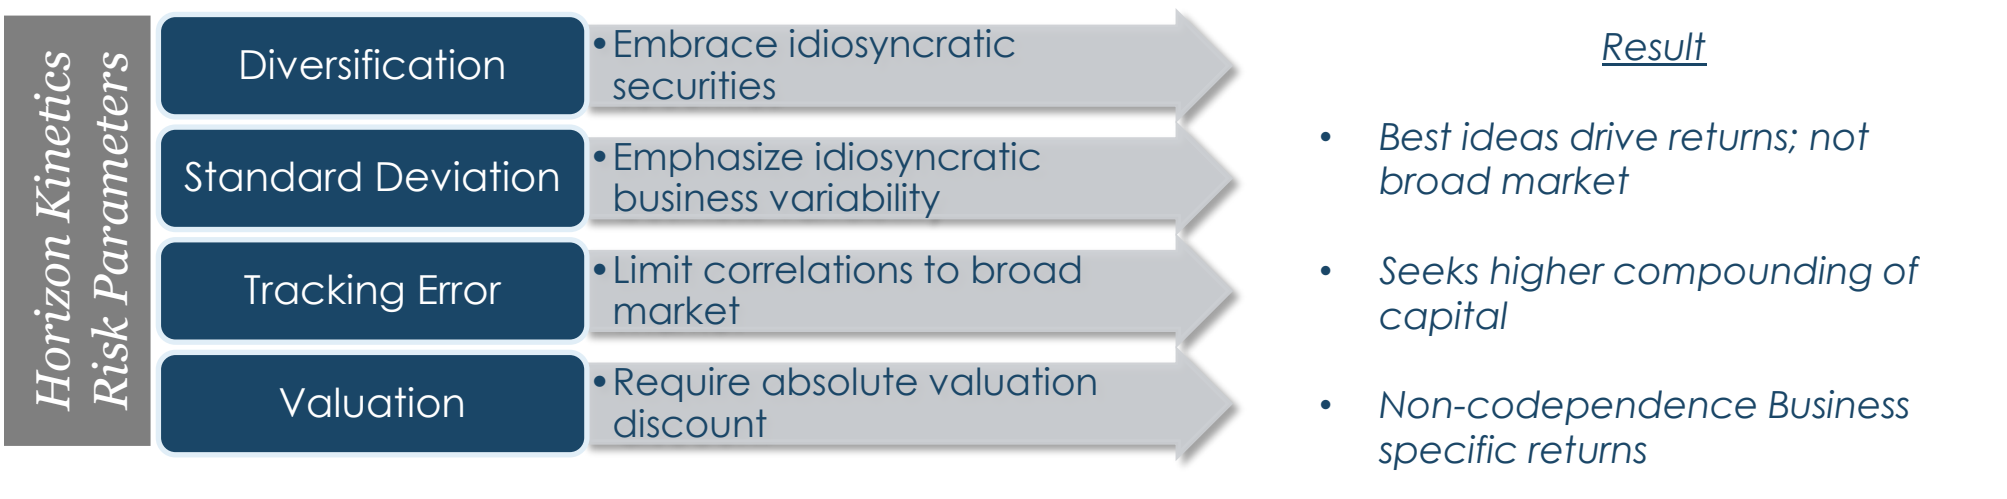 Horizon Kinetics
Risk Parameters
Diversification
• Embrace idiosyncratic
securities
Standard Deviation
• Emphasize idiosyncratic
business variability
Tracking Error
• Limit correlations to broad
market
Valuation
• Require absolute valuation
discount
Result
• Best ideas drive returns; not
broad market
• Seeks higher compounding of
capital
• Non-codependence Business
specific returns